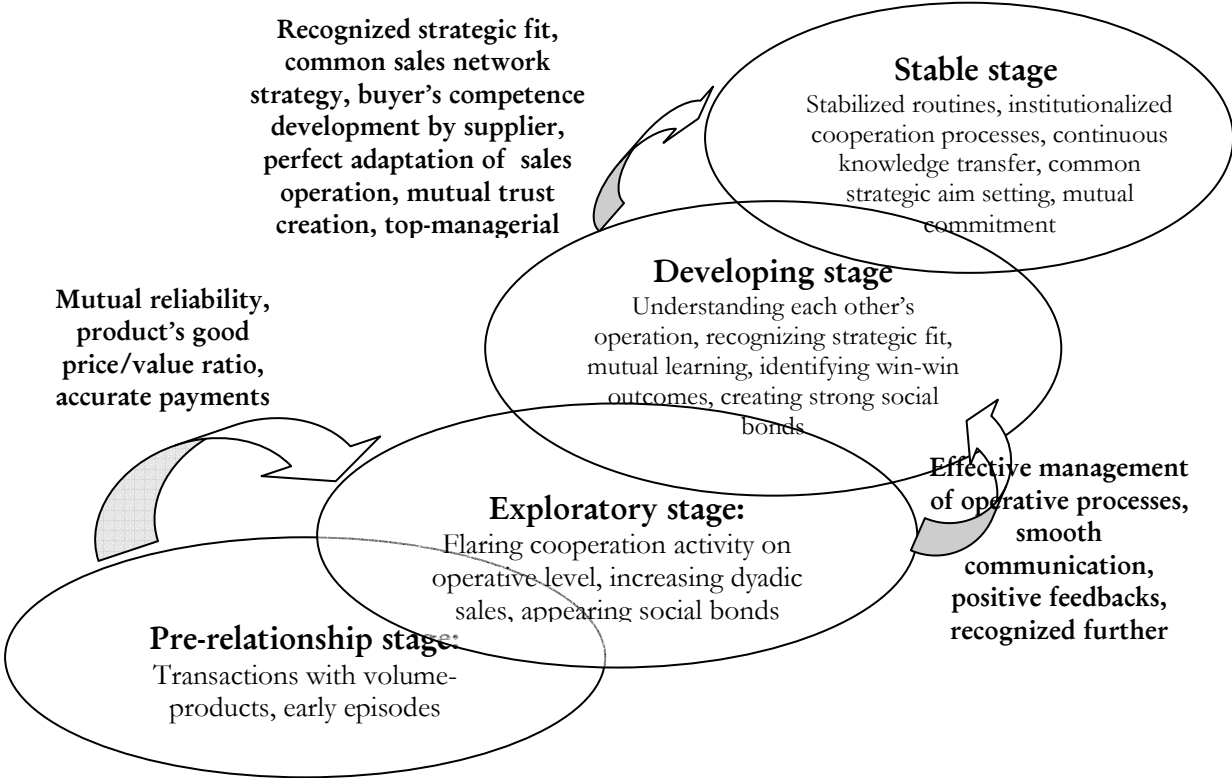 Recognized strategic fit,
common sales network
strategy, buyer's competence
development by supplier,
perfect adaptation of sales
operation, mutual trust
creation, top-managerial
Stable stage
Stabilized routines, institutionalized
cooperation processes, continuous
knowledge transfer, common
strategic aim setting, mutual
commitment
Developing stage
Understanding each other's
operation, recognizing strategic fit,
mutual learning, identifying win-win
outcomes, creating strong social
bonds
Mutual reliability,
product's good
price/value ratio,
accurate payments
Effective management
of operative processes,
smooth
communication,
positive feedbacks,
recognized further
Exploratory stage:
Flaring cooperation activity on
operative level, increasing dyadic
sales, appearing social bonds
Pre-relationship stage:
Transactions with volume-
products, early episodes